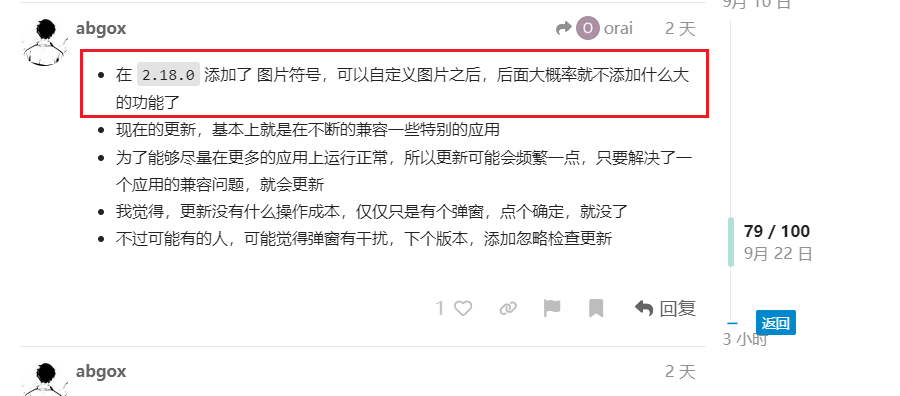 9月 10 日
abgox
O orai
2 天
在 2.18.0 添加了 图片符号，可以自定义图片之后，后面大概率就不添加什么大
的功能了
现在的更新，基本上就是在不断的兼容一些特别的应用
为了能够尽量在更多的应用上运行正常，所以更新可能会频繁一点，只要解决了一
个应用的兼容问题，就会更新
我觉得，更新没有什么操作成本，仅仅只是有个弹窗，点个确定，就没了
不过可能有的人，可能觉得弹窗有干扰，下个版本，添加忽略检查更新
79 / 100
9月 22 日
1
回复
返回
3 小时
abgox
2 天